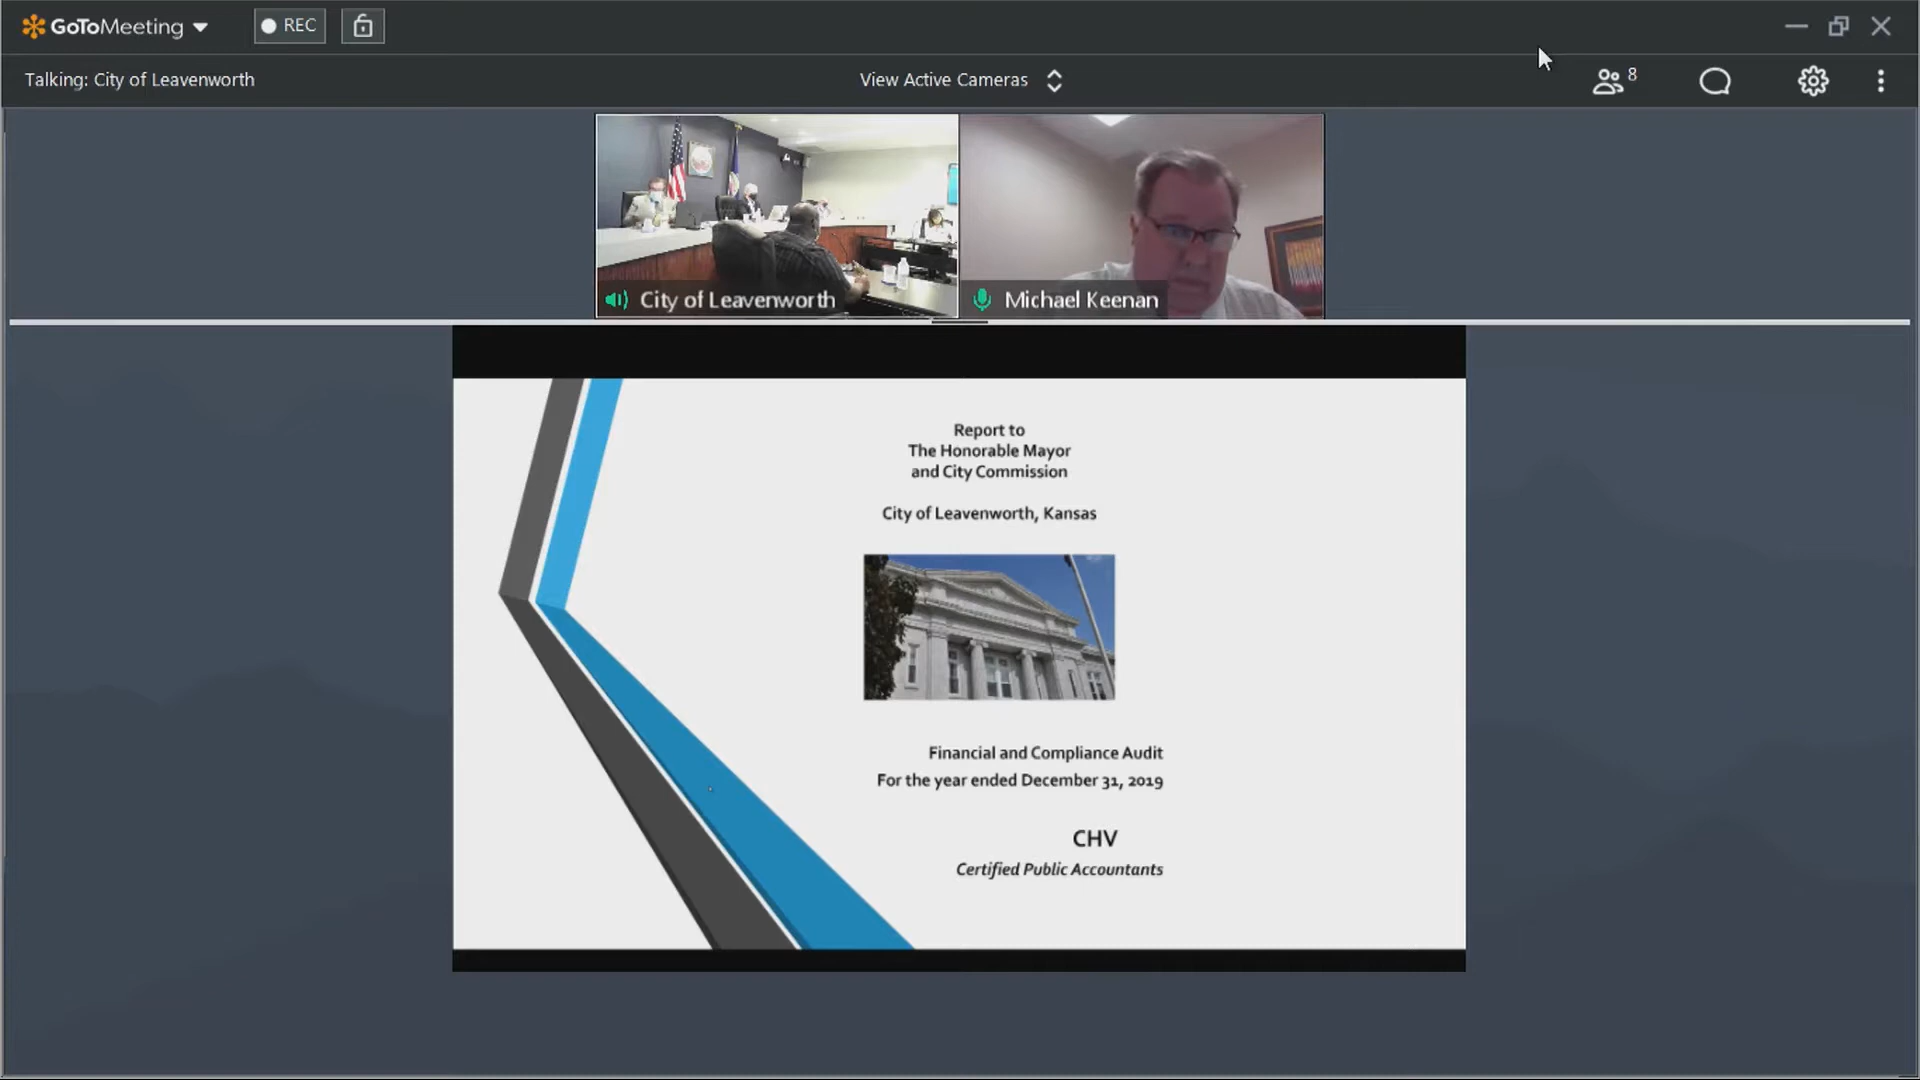 GoToMeeting
REC
Talking: City of Leavenworth
View Active Cameras
8
City of Leavenworth
Michael Keenan
Report to
The Honorable Mayor
and City Commission
City of Leavenworth, Kansas
Financial and Compliance Audit
For the year ended December 31, 2019
CHV
Certified Public Accountants